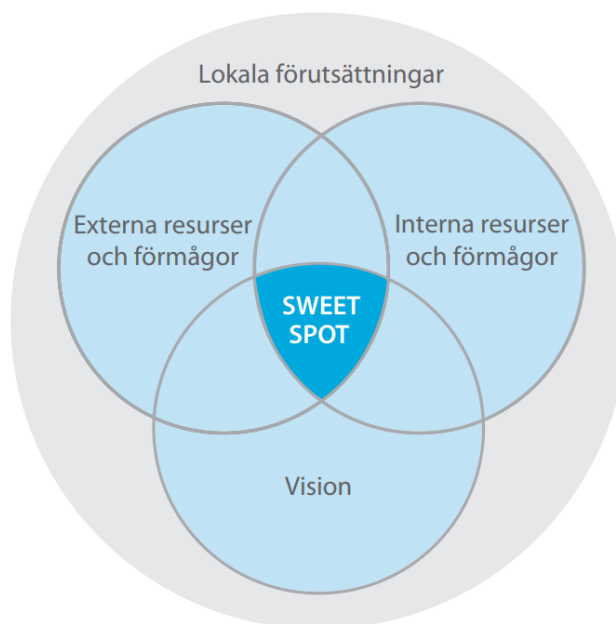 Lokala förutsättningar
Externa resurser
och förmågor
Interna resurser
och förmågor
SWEET
SPOT
Vision